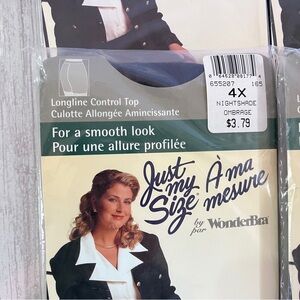 Longline Control Top
Culotte Allongée Amincissante
For a smooth look
Pour une allure profilée
655207 165
4X
NIGHTSHADE
OMBRAGE
$3.79
Just my Size
À ma mesure
by
par
WonderBra